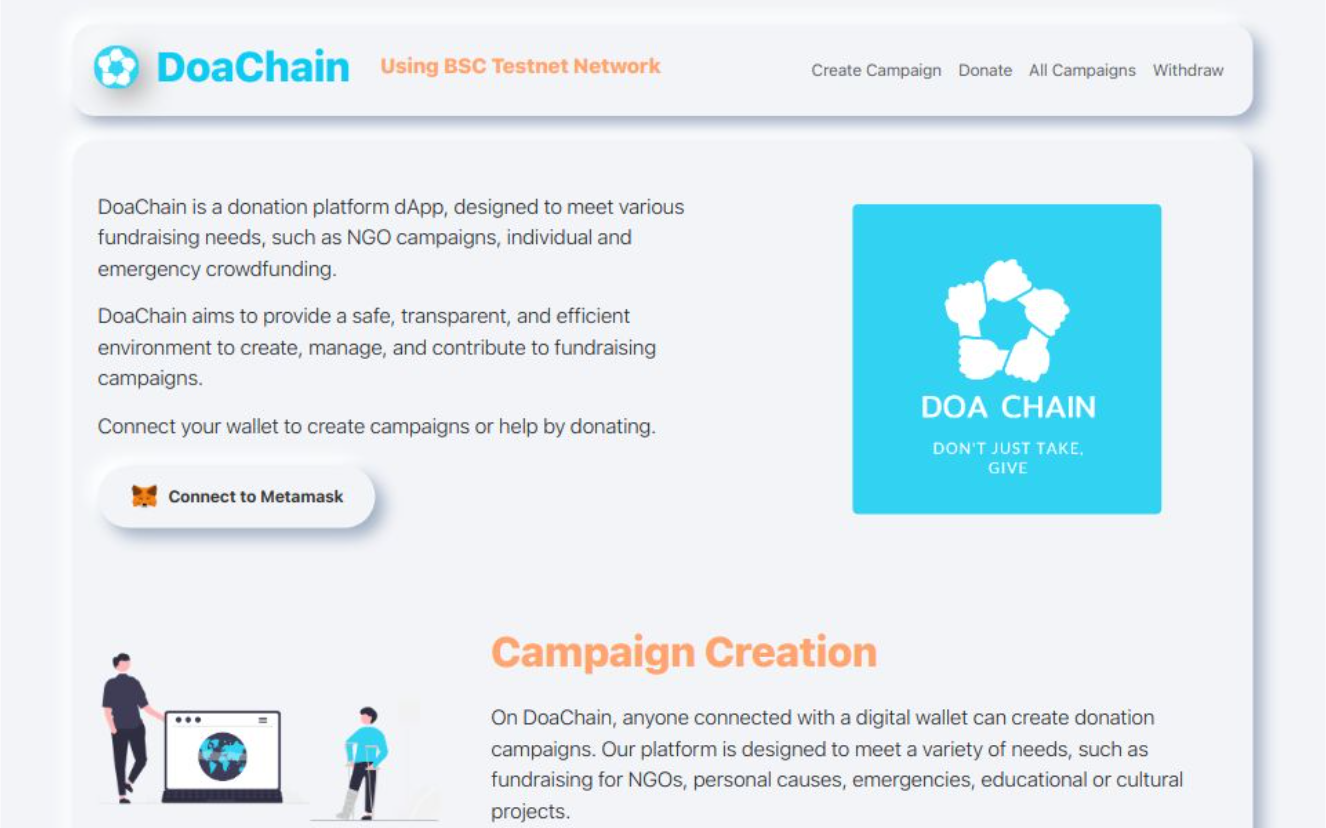 DoaChain
Using BSC Testnet Network
Create Campaign Donate All Campaigns Withdraw
DoaChain is a donation platform dApp, designed to meet various
fundraising needs, such as NGO campaigns, individual and
emergency crowdfunding.
DoaChain aims to provide a safe, transparent, and efficient
environment to create, manage, and contribute to fundraising
campaigns.
Connect your wallet to create campaigns or help by donating.
Connect to Metamask
DOA CHAIN
DON'T JUST TAKE,
GIVE
Campaign Creation
On DoaChain, anyone connected with a digital wallet can create donation
campaigns. Our platform is designed to meet a variety of needs, such as
fundraising for NGOs, personal causes, emergencies, educational or cultural
projects.